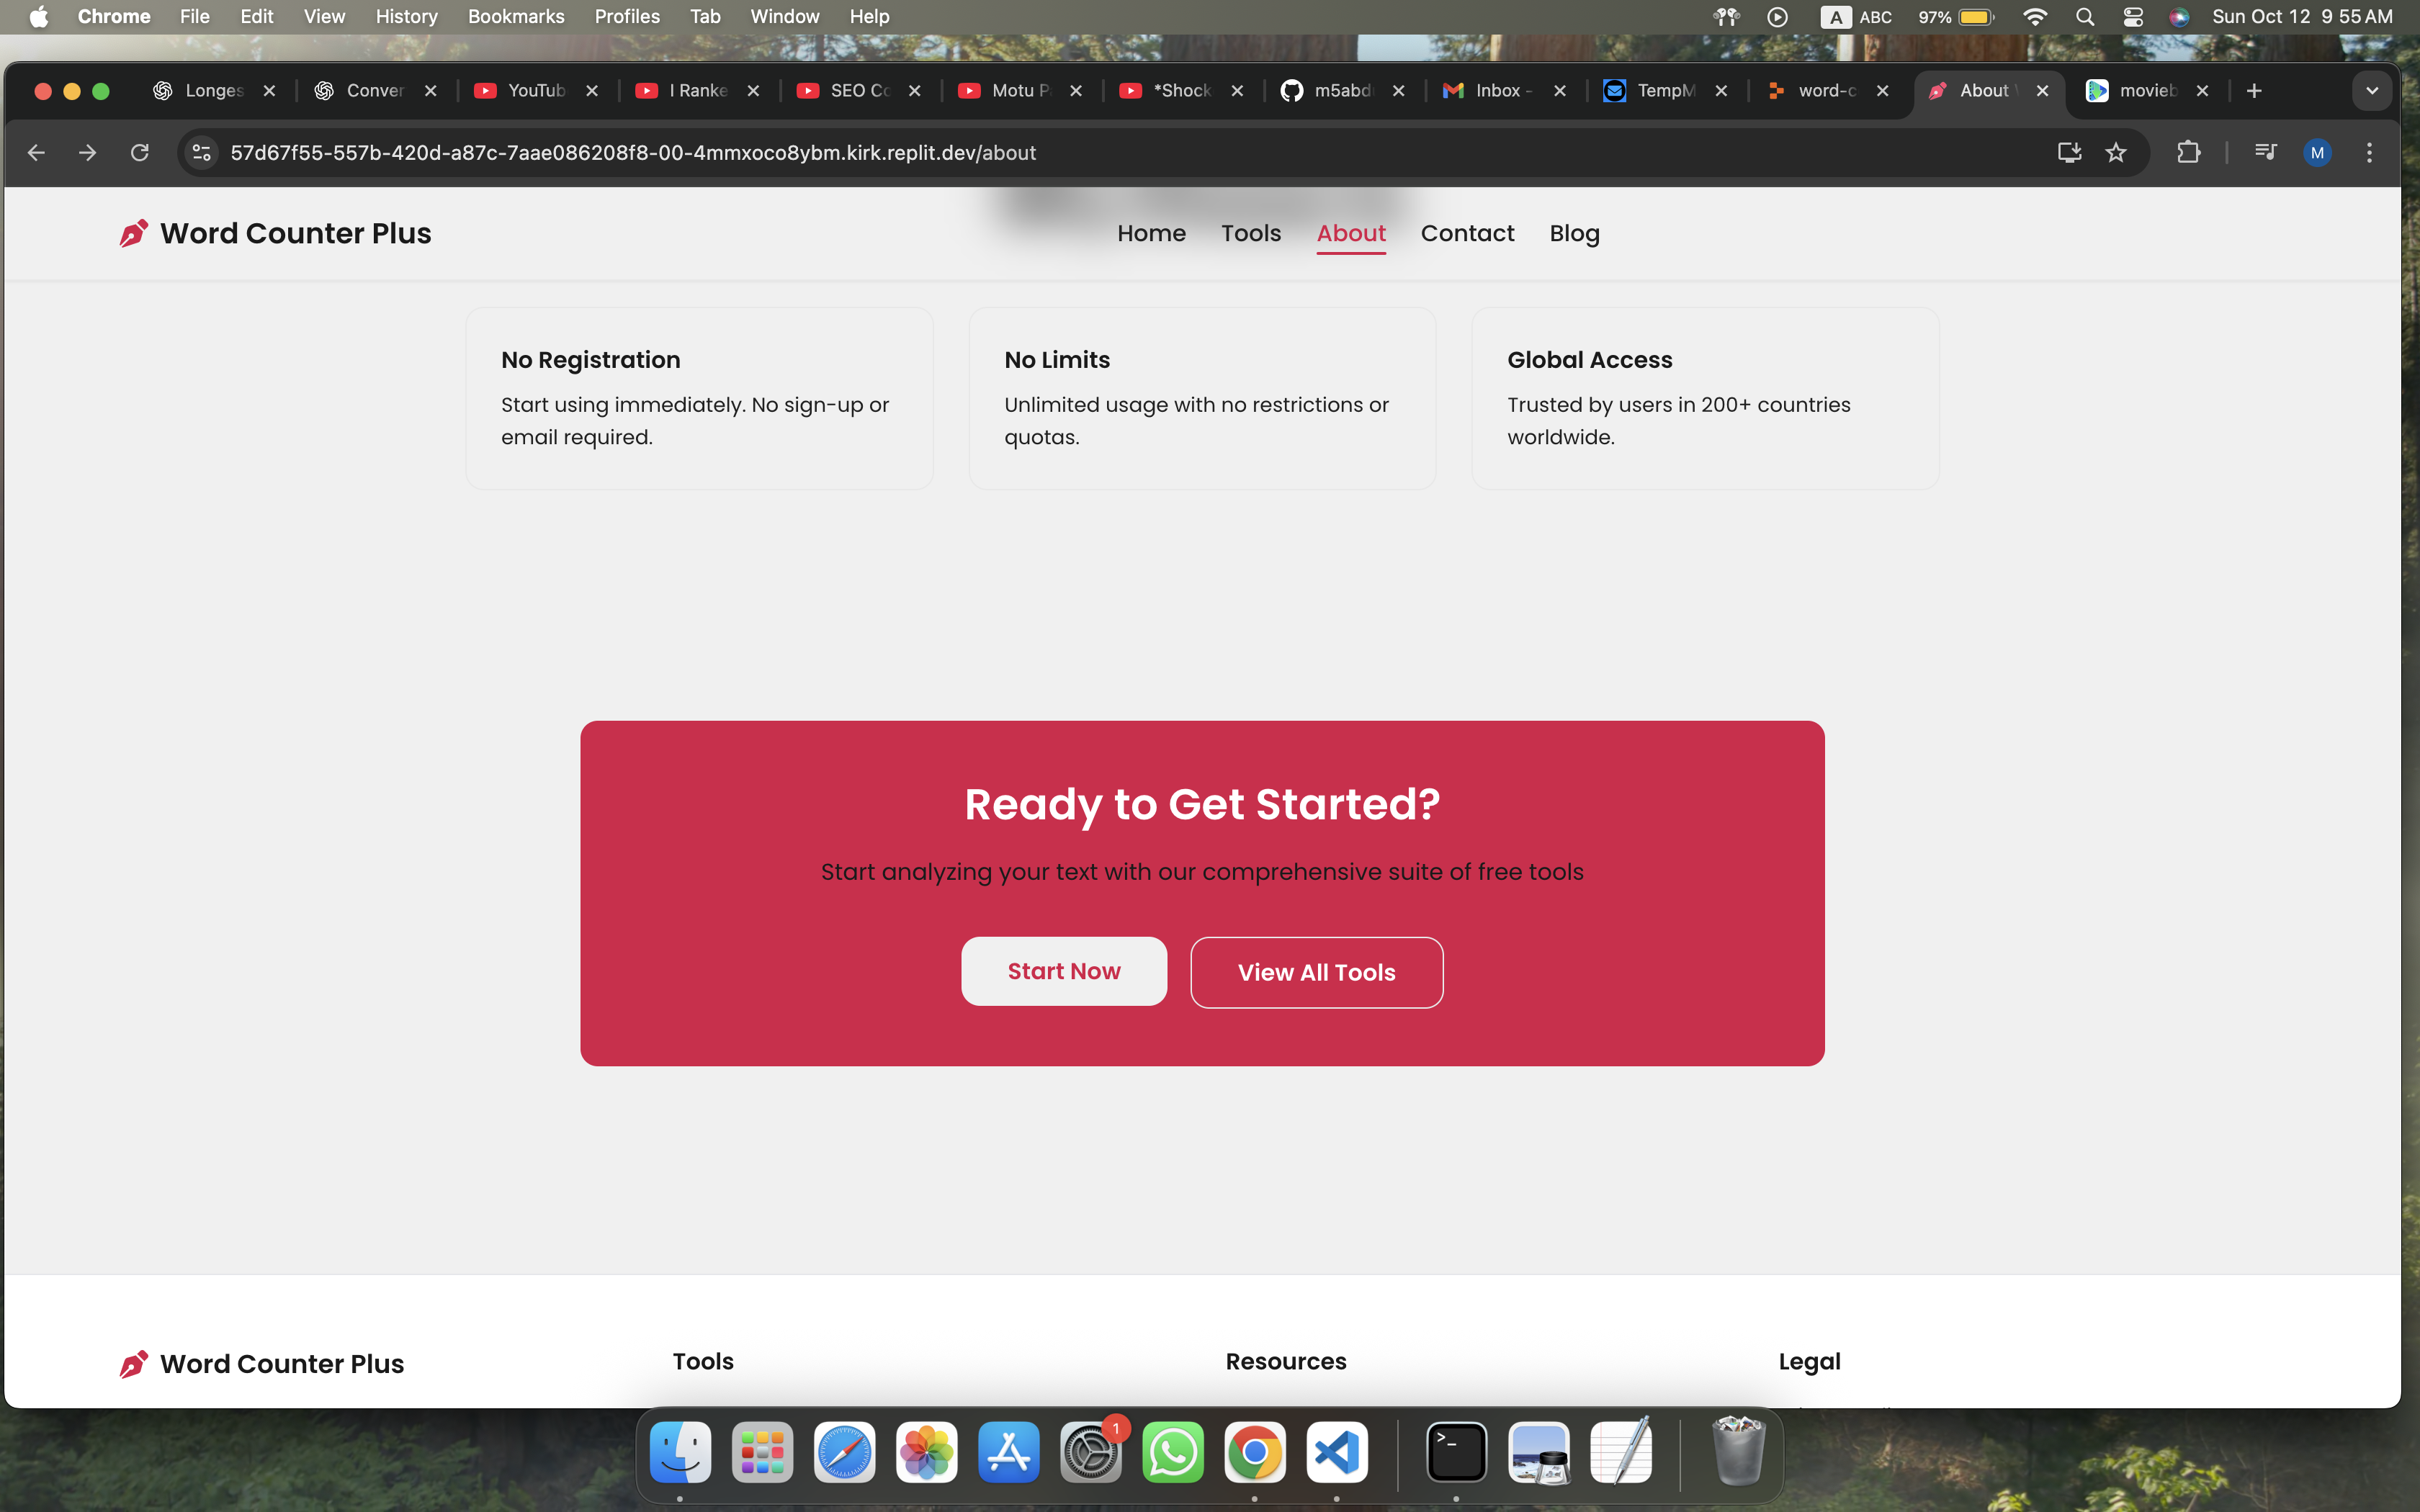 Chrome File Edit View History Bookmarks Profiles Tab Window Help A ABC 97% Sun Oct 12 9 55 AM
Longes Conver YouTub I Ranke SEO Co Motu P *Shock m5abd Inbox - TempM word-c About movieb
57d67f55-557b-420d-a87c-7aae086208f8-00-4mmxoco8ybm.kirk.replit.dev/about M
Word Counter Plus Home Tools About Contact Blog
No Registration No Limits Global Access
Start using immediately. No sign-up or Unlimited usage with no restrictions or Trusted by users in 200+ countries
email required. quotas. worldwide.
Ready to Get Started?
Start analyzing your text with our comprehensive suite of free tools
Start Now View All Tools
Word Counter Plus Tools Resources Legal
1
>_